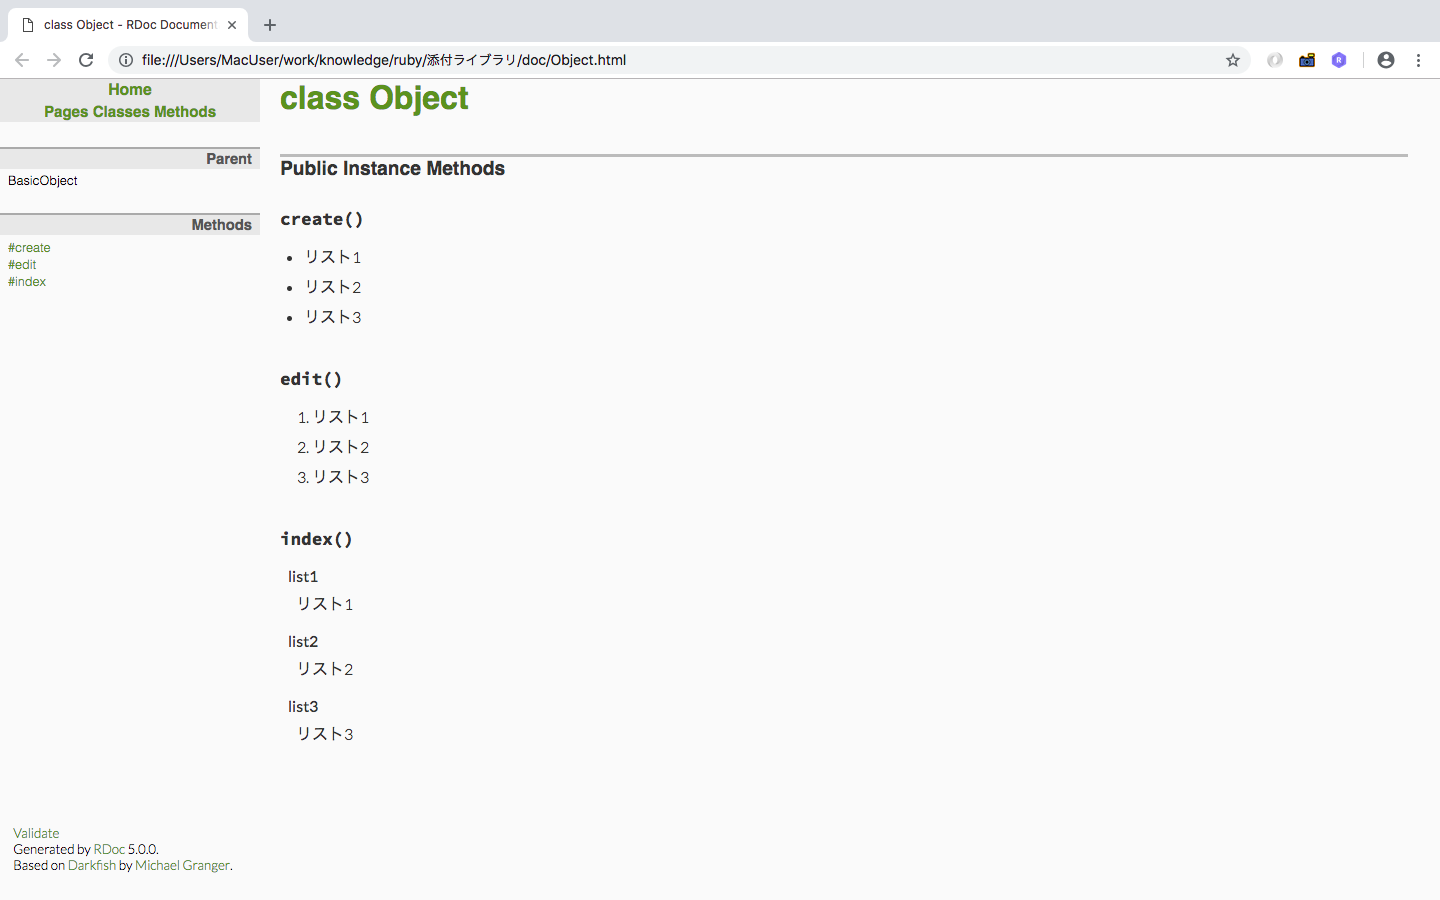 class Object - RDoc Document
file:///Users/MacUser/work/knowledge/ruby/添付ライブラリ/doc/Object.html
Home
Pages Classes Methods
Parent
BasicObject
Methods
#create
#edit
#index
class Object
Public Instance Methods
create()
• リスト1
• リスト2
• リスト3
edit()
1. リスト1
2. リスト2
3. リスト3
index()
list1
リスト1
list2
リスト2
list3
リスト3
Validate
Generated by RDoc 5.0.0.
Based on Darkfish by Michael Granger.